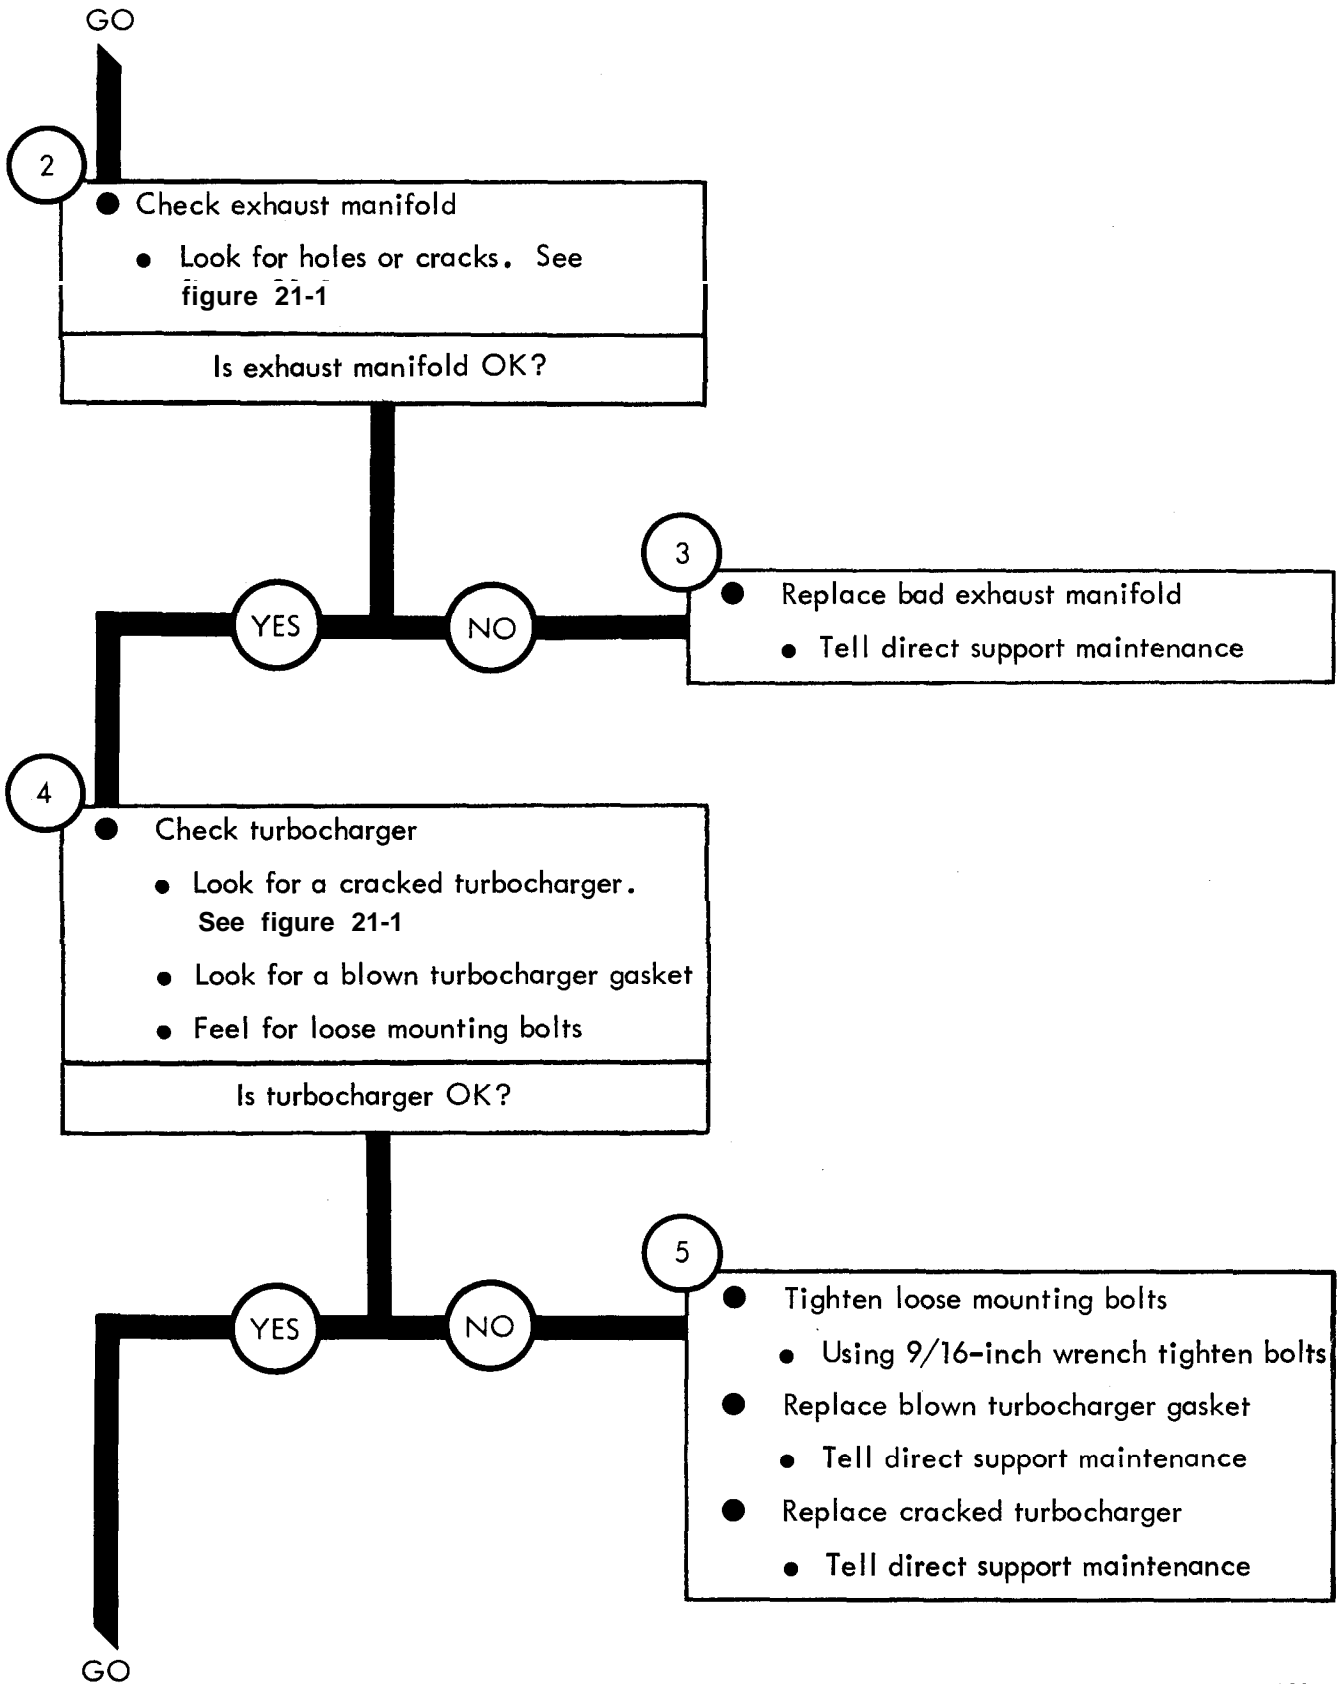 GO
2
● Check exhaust manifold
● Look for holes or cracks. See
figure 21-1
Is exhaust manifold OK?
YES
NO
3
● Replace bad exhaust manifold
● Tell direct support maintenance
4
● Check turbocharger
● Look for a cracked turbocharger.
See figure 21-1
● Look for a blown turbocharger gasket
● Feel for loose mounting bolts
Is turbocharger OK?
YES
NO
5
● Tighten loose mounting bolts
● Using 9/16-inch wrench tighten bolts
● Replace blown turbocharger gasket
● Tell direct support maintenance
● Replace cracked turbocharger
● Tell direct support maintenance
GO